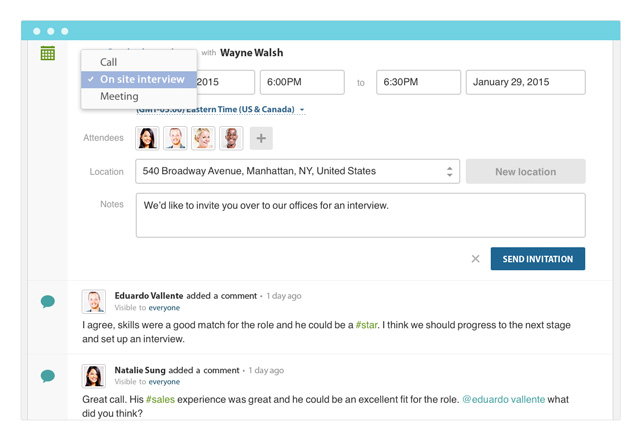 with Wayne Walsh
Call
✓ On site interview
Meeting
2015
6:00PM
to
6:30PM
January 29, 2015
(GMT-05:00) Eastern Time (US & Canada)
Attendees
+
Location
540 Broadway Avenue, Manhattan, NY, United States
New location
Notes
We'd like to invite you over to our offices for an interview.
× SEND INVITATION
Eduardo Vallente added a comment • 1 day ago
Visible to everyone
I agree, skills were a good match for the role and he could be a #star. I think we should progress to the next stage
and set up an interview.
Natalie Sung added a comment • 1 day ago
Visible to everyone
Great call. His #sales experience was great and he could be an excellent fit for the role. @eduardo vallente what
did you think?